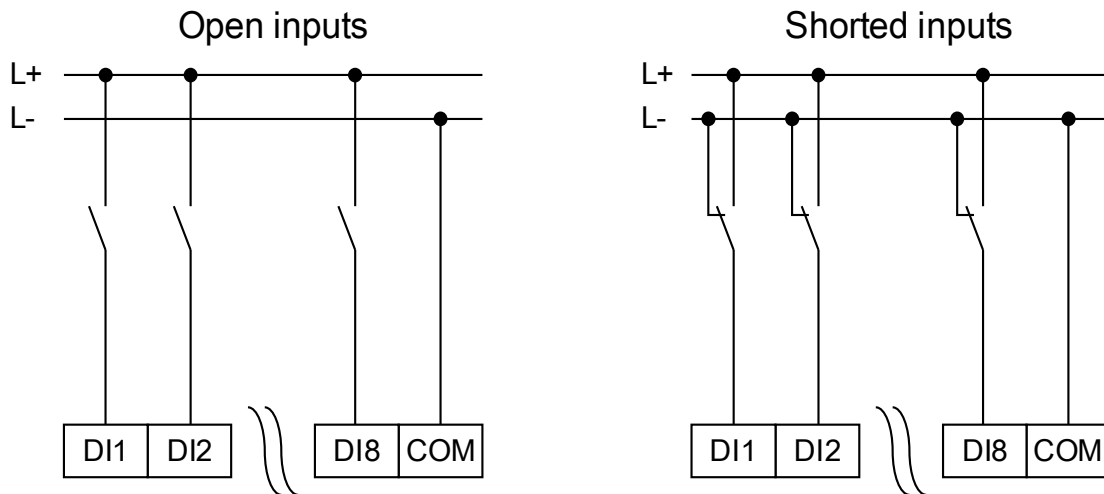 Open inputs
L+
L-
DI1 DI2 DI8 COM
Shorted inputs
L+
L-
DI1 DI2 DI8 COM